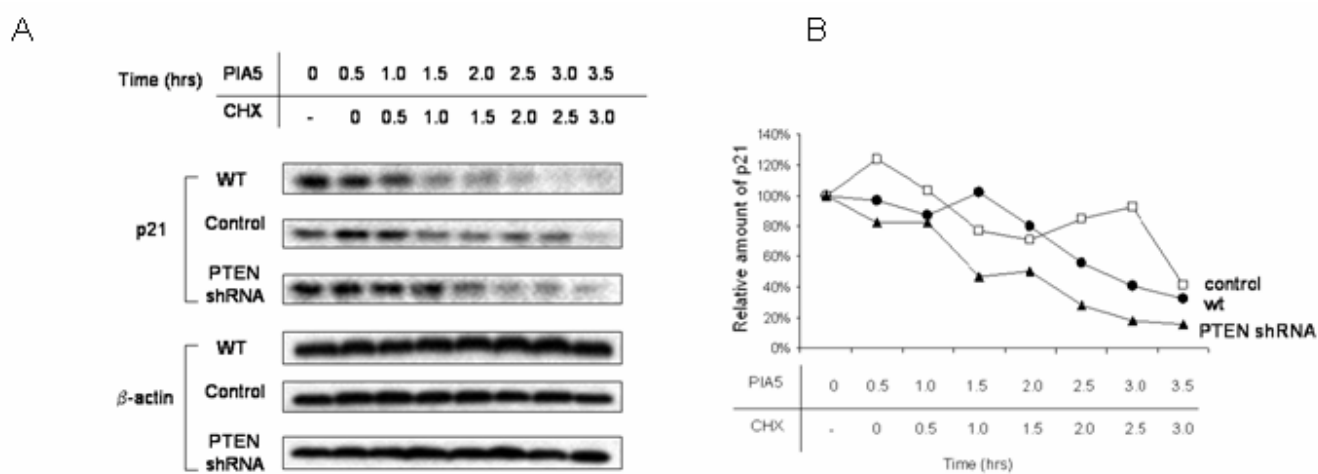 A
Time (hrs) PIA5 0 0.5 1.0 1.5 2.0 2.5 3.0 3.5
CHX - 0 0.5 1.0 1.5 2.0 2.5 3.0
p21
WT
Control
PTEN
shRNA
β-actin
WT
Control
PTEN
shRNA
B
Relative amount of p21
140%
120%
100%
80%
60%
40%
20%
0%
control
wt
PTEN shRNA
PIA5 0 0.5 1.0 1.5 2.0 2.5 3.0 3.5
CHX - 0 0.5 1.0 1.5 2.0 2.5 3.0
Time (hrs)